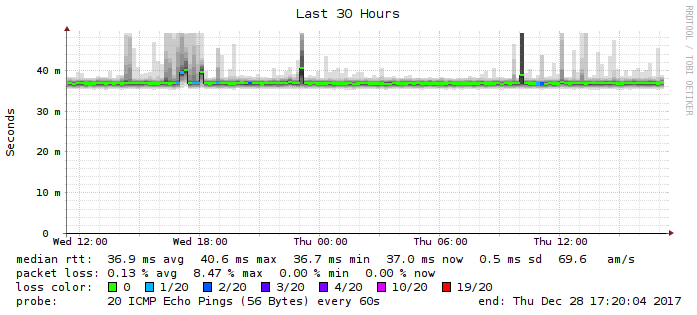 Last 30 Hours
RRDTOOL / TOBI OETIKER
Seconds
40 m
30 m
20 m
10 m
0
Wed 12:00 Wed 18:00 Thu 00:00 Thu 06:00 Thu 12:00
median rtt: 36.9 ms avg 40.6 ms max 36.7 ms min 37.0 ms now 0.5 ms sd 69.6 am/s
packet loss: 0.13 % avg 8.47 % max 0.00 % min 0.00 % now
loss color: 0 1/20 2/20 3/20 4/20 10/20 19/20
probe: 20 ICMP Echo Pings (56 Bytes) every 60s end: Thu Dec 28 17:20:04 2017